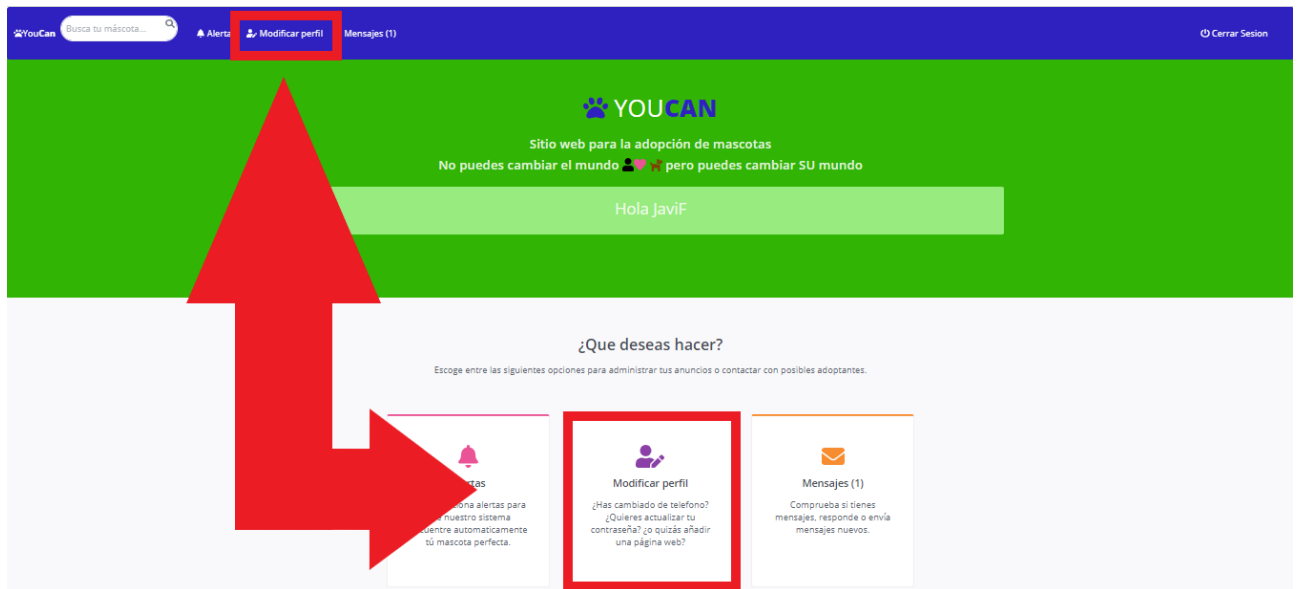 YouCan Busca tu máscota... Alerta Modificar perfil Mensajes (1) Cerrar Sesion
YOUCAN
Sitio web para la adopción de mascotas
No puedes cambiar el mundo pero puedes cambiar SU mundo
Hola JaviF
¿Que deseas hacer?
Escoge entre las siguientes opciones para administrar tus anuncios o contactar con posibles adoptantes.
rtas
ona alertas para
nuestro sistema
uentre automaticamente
tú mascota perfecta.
Modificar perfil
¿Has cambiado de telefono?
¿Quieres actualizar tu
contraseña? ¿o quizás añadir
una página web?
Mensajes (1)
Comprueba si tienes
mensajes, responde o envía
mensajes nuevos.